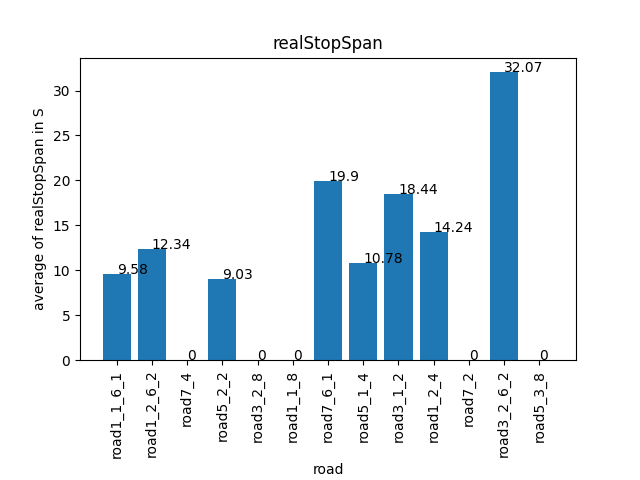 realStopSpan
average of realStopSpan in S
30
25
20
15
10
5
0
9.58
12.34
0
9.03
0
0
19.9
10.78
18.44
14.24
0
32.07
0
road1_1_6_1
road1_2_6_2
road7_4
road5_2_2
road3_2_8
road1_1_8
road7_6_1
road5_1_4
road3_1_2
road1_2_4
road7_2
road3_2_6_2
road5_3_8
road